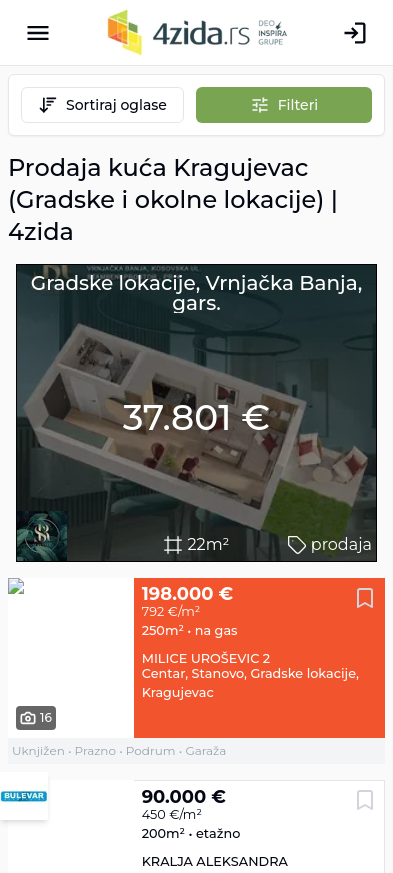 4zida.rs
DEO
INSPIRA
GRUPE
Sortiraj oglase
Filteri
Prodaja kuća Kragujevac
(Gradske i okolne lokacije) |
4zida
VRNJAČKA BANJA, KOSOVSKA UL
Gradske lokacije, Vrnjačka Banja,
gars.
37.801 €
22m²
prodaja
198.000 €
792 €/m²
250m² • na gas
MILICE UROŠEVIC 2
Centar, Stanovo, Gradske lokacije,
Kragujevac
16
Uknjižen • Prazno • Podrum • Garaža
BULEVAR
90.000 €
450 €/m²
200m² • etažno
KRALJA ALEKSANDRA